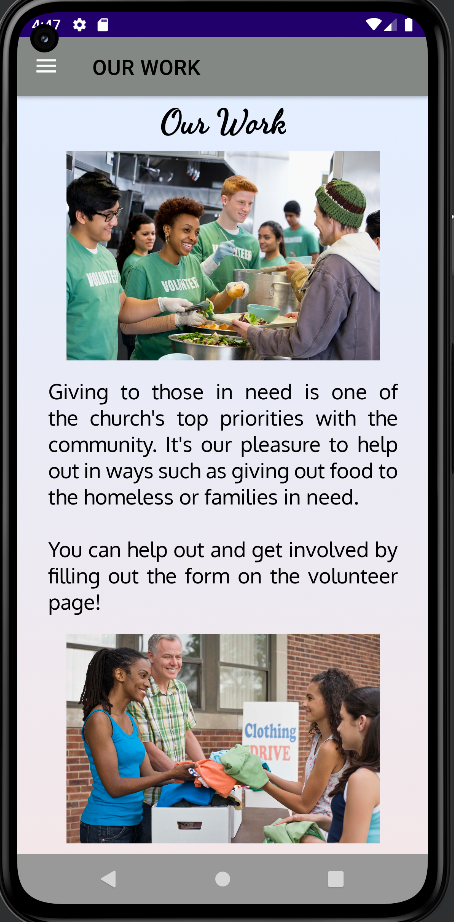 4:47
OUR WORK
Our Work
VOLUNTEER
VOLUNTEER
Giving to those in need is one of
the church's top priorities with the
community. It's our pleasure to help
out in ways such as giving out food to
the homeless or families in need.
You can help out and get involved by
filling out the form on the volunteer
page!
Clothing
DRIVE